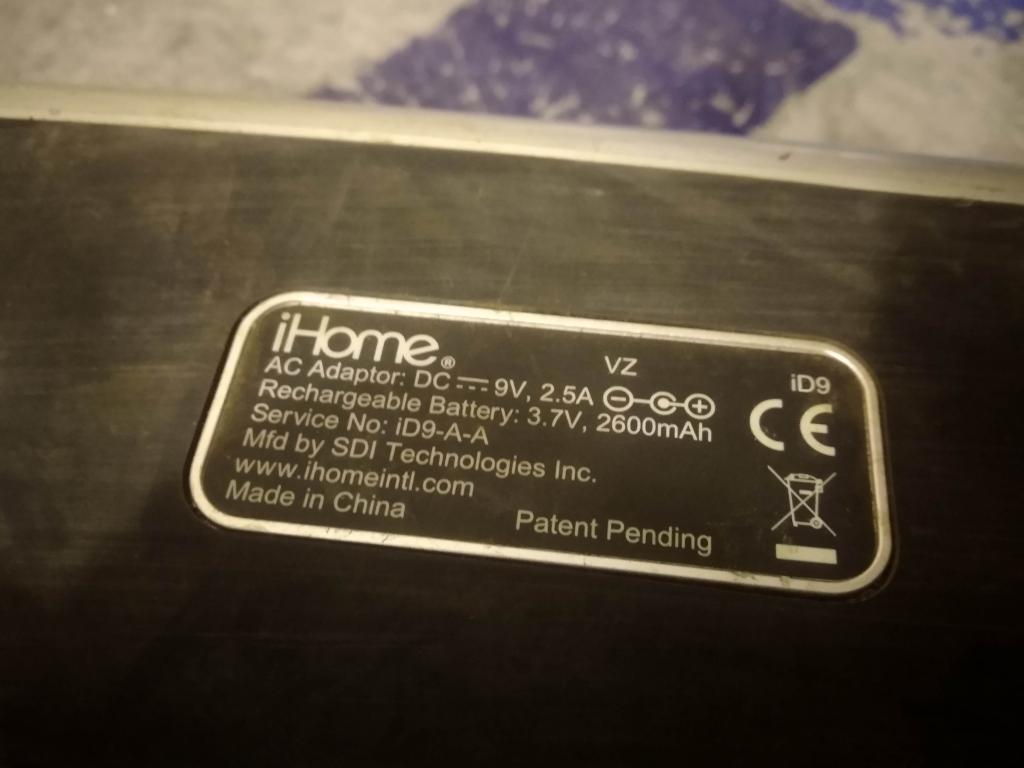 iHome®
VZ
iD9
AC Adaptor: DC 9V, 2.5A
Rechargeable Battery: 3.7V, 2600mAh
Service No: iD9-A-A
Mfd by SDI Technologies Inc.
www.ihomeintl.com
Made in China
Patent Pending
CE